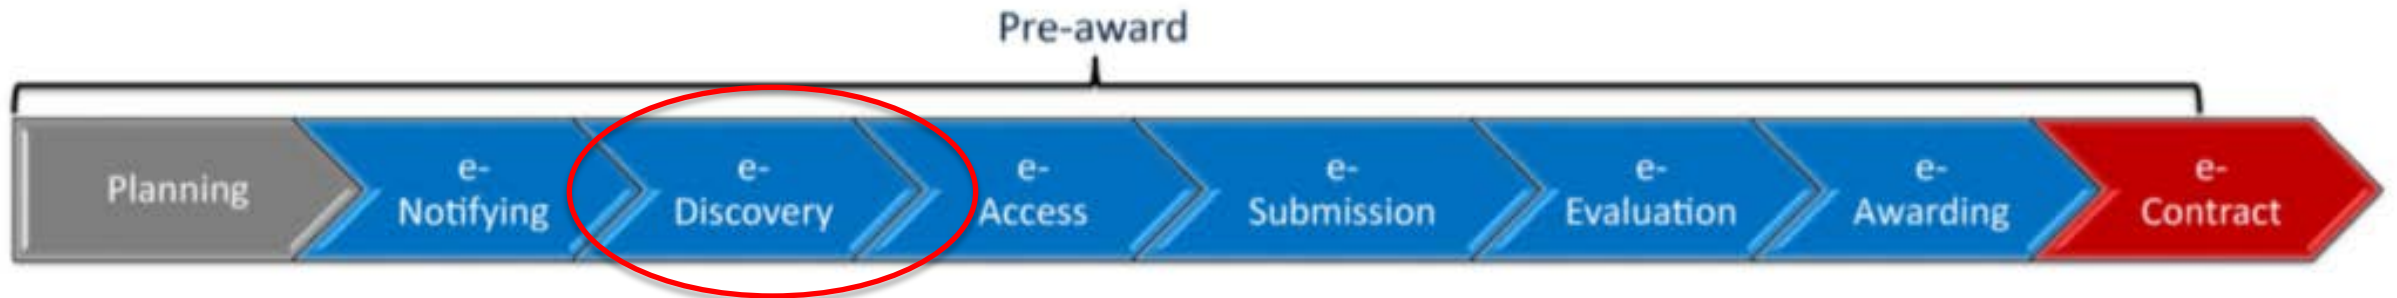 Pre-award
Planning
e-
Notifying
e-
Discovery
e-
Access
e-
Submission
e-
Evaluation
e-
Awarding
e-
Contract